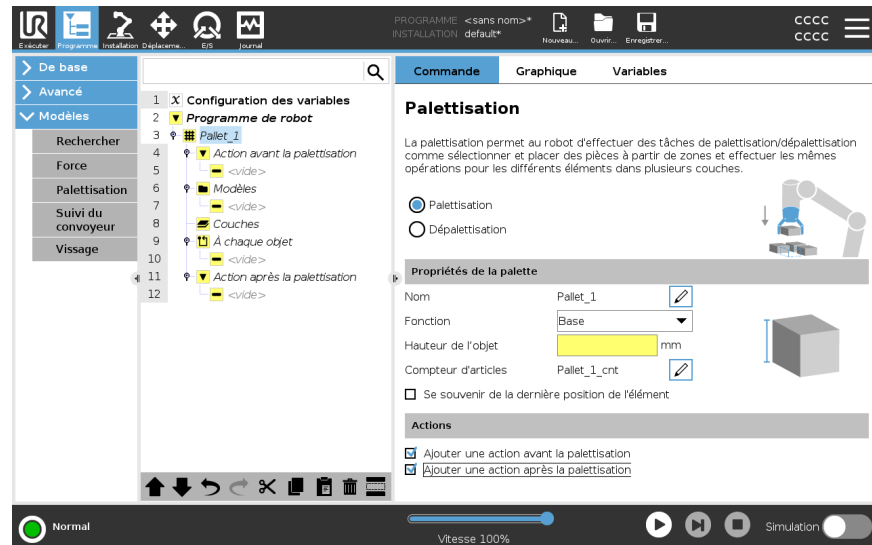 PROGRAMME <sans nom>*
INSTALLATION default*
CCCC
CCCC
Exécuter Programme Installation Déplaceme... E/S Journal Nouveau... Ouvrir... Enregistrer...
De base
Avancé
Modèles
Rechercher
Force
Palettisation
Suivi du
convoyeur
Vissage
1 X Configuration des variables
2 Programme de robot
3 Pallet_1
4 Action avant la palettisation
5 <vide>
6 Modèles
7 <vide>
8 Couches
9 À chaque objet
10 <vide>
11 Action après la palettisation
12 <vide>
Commande Graphique Variables
Palettisation
La palettisation permet au robot d'effectuer des tâches de palettisation/dépalettisation
comme sélectionner et placer des pièces à partir de zones et effectuer les mêmes
opérations pour les différents éléments dans plusieurs couches.
Palettisation
Dépalettisation
Propriétés de la palette
Nom Pallet_1
Fonction Base
Hauteur de l'objet mm
Compteur d'articles Pallet_1_cnt
Se souvenir de la dernière position de l'élément
Actions
Ajouter une action avant la palettisation
Ajouter une action après la palettisation
Normal
Vitesse 100%
Simulation